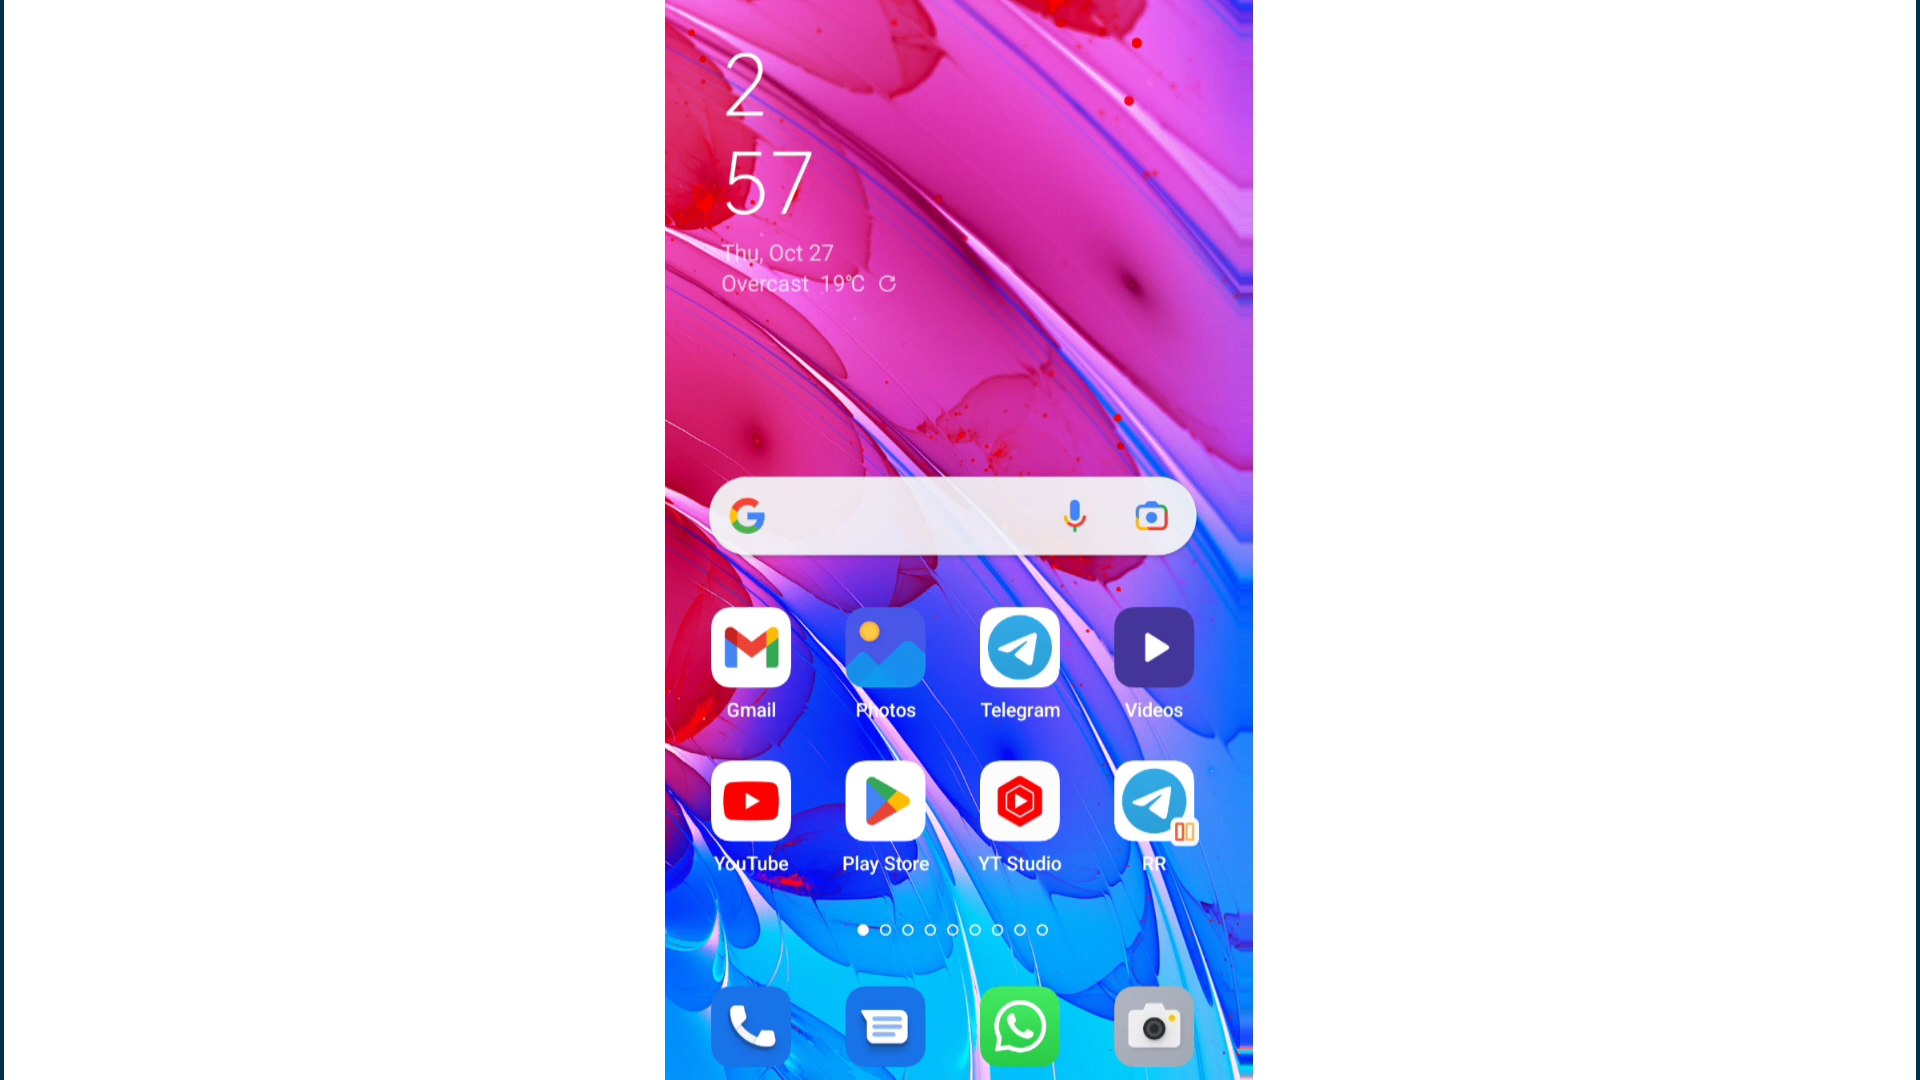 2
57
Thu, Oct 27
Overcast 19°C
Gmail Photos Telegram Videos
YouTube Play Store YT Studio RR